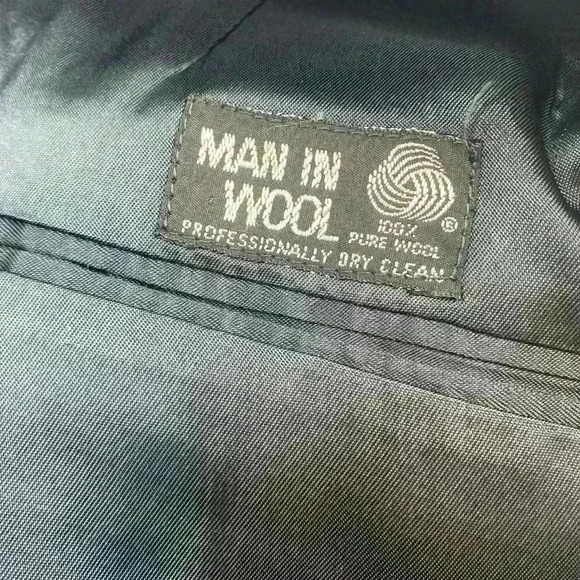 MAN IN
WOOL
100%
PURE WOOL
®
PROFESSIONALLY DRY CLEAN